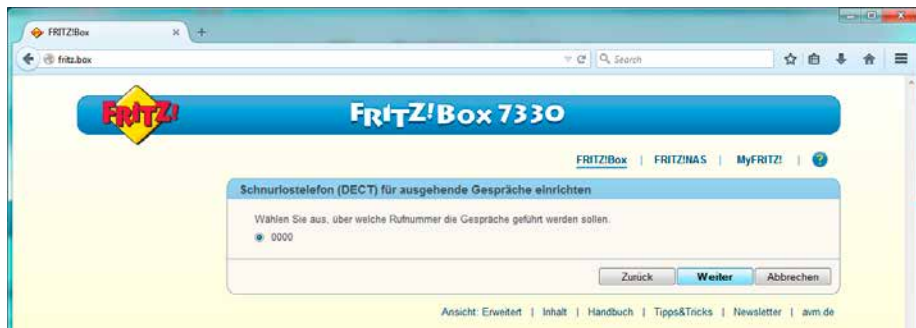 FRITZ!Box
fritz.box
Search
FRITZ!
FRITZ!Box 7330
FRITZ!Box | FRITZ!NAS | MyFRITZ! | ?
Schnurlostelefon (DECT) für ausgehende Gespräche einrichten
Wählen Sie aus, über welche Rufnummer die Gespräche geführt werden sollen.
0000
Zurück Weiter Abbrechen
Ansicht: Erweitert | Inhalt | Handbuch | Tipps&Tricks | Newsletter | avm.de